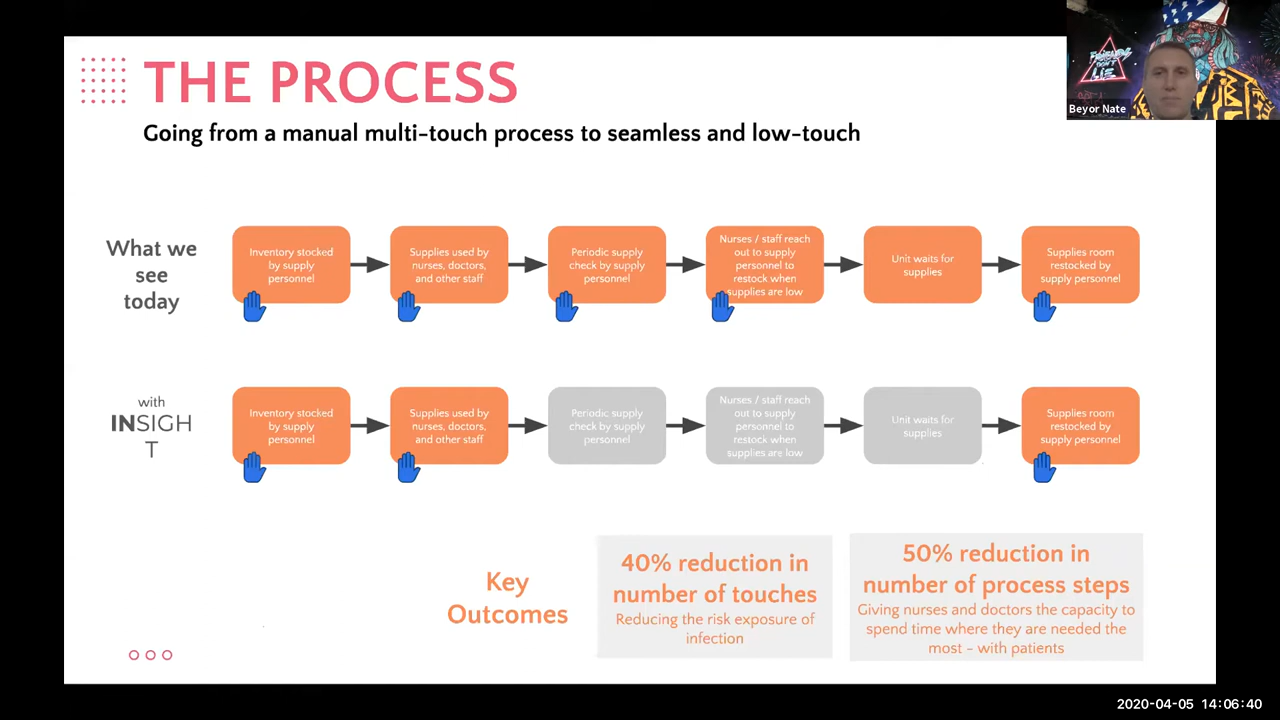 THE PROCESS
Going from a manual multi-touch process to seamless and low-touch
FRIENDS
DON'T
LIE
Beyor Nate
What we
see
today
Inventory stocked
by supply
personnel
Supplies used by
nurses, doctors,
and other staff
Periodic supply
check by supply
personnel
Nurses / staff reach
out to supply
personnel to
restock when
supplies are low
Unit waits for
supplies
Supplies room
restocked by
supply personnel
with
INSIGH
T
Inventory stocked
by supply
personnel
Supplies used by
nurses, doctors,
and other staff
Periodic supply
check by supply
personnel
Nurses / staff reach
out to supply
personnel to
restock when
supplies are low
Unit waits for
supplies
Supplies room
restocked by
supply personnel
Key
Outcomes
40% reduction in
number of touches
Reducing the risk exposure of
infection
50% reduction in
number of process steps
Giving nurses and doctors the capacity to
spend time where they are needed the
most - with patients
2020-04-05 14:06:40